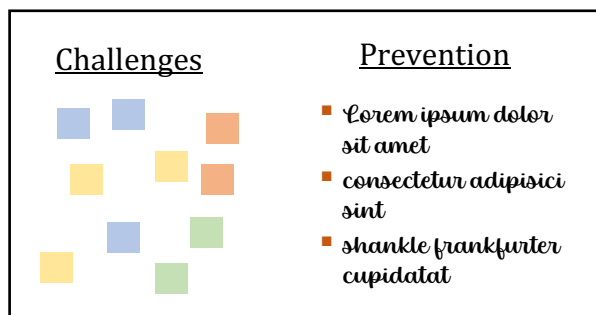 Challenges
Prevention
Lorem ipsum dolor
sit amet
consectetur adipisici
sint
shankle frankfurter
cupidatat